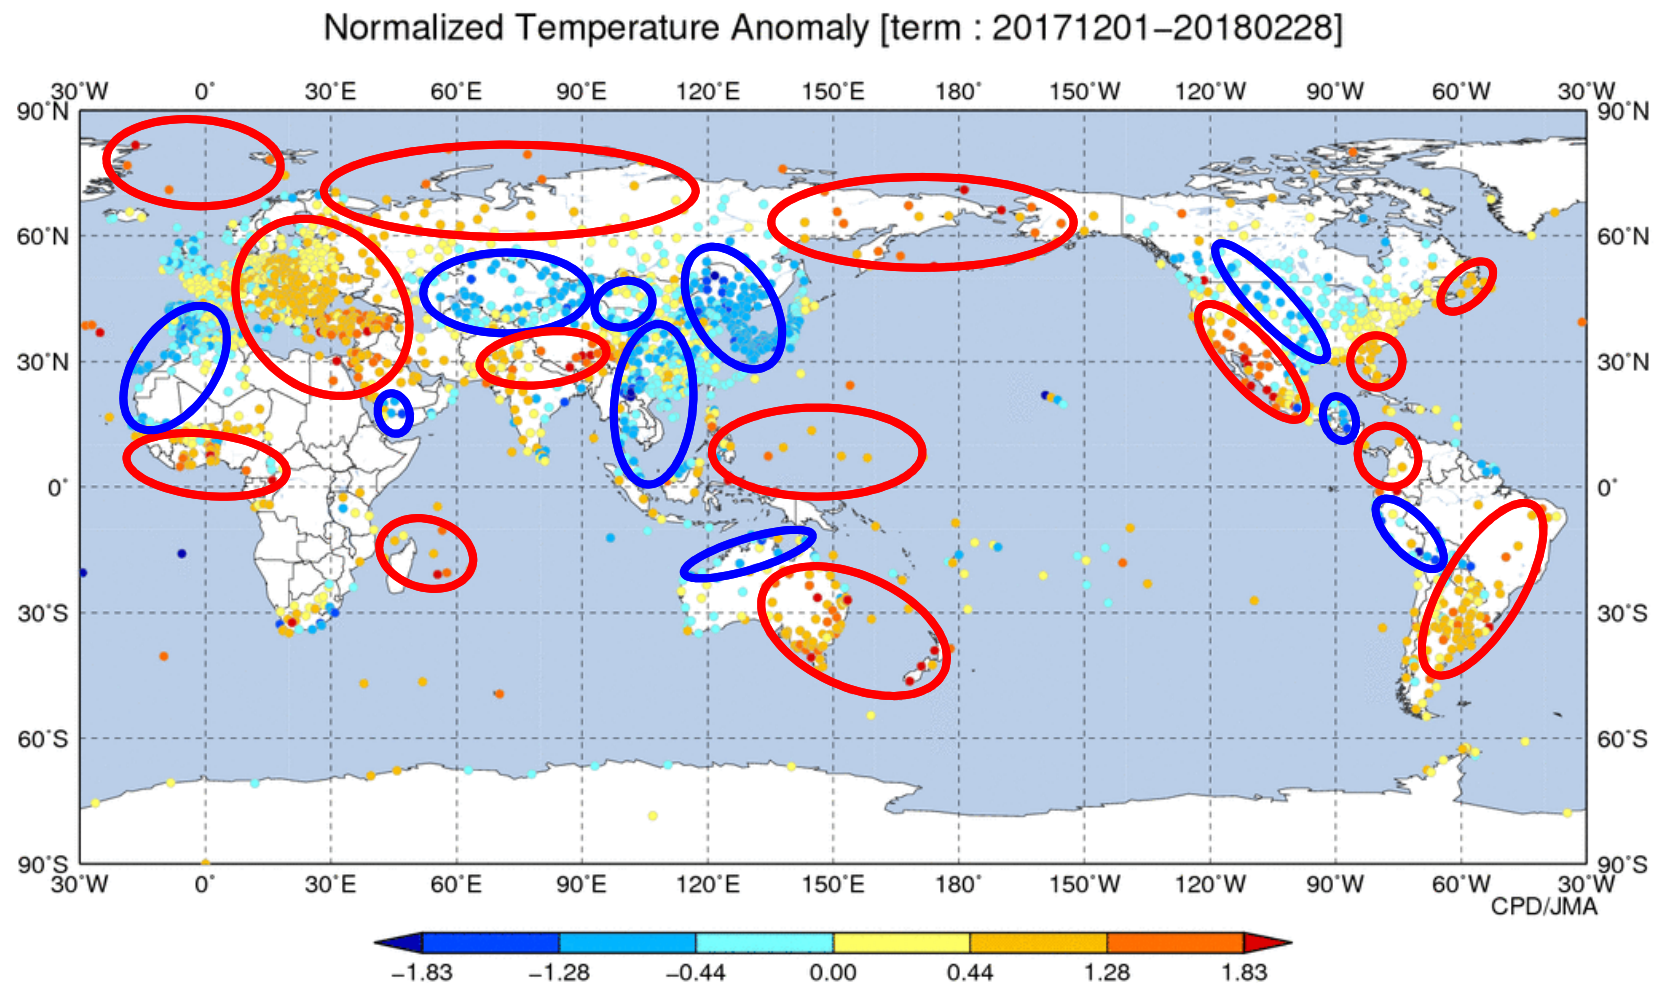 Normalized Temperature Anomaly [term : 20171201−20180228]
30˚W 0˚ 30˚E 60˚E 90˚E 120˚E 150˚E 180˚ 150˚W 120˚W 90˚W 60˚W 30˚W
90˚N 90˚N
60˚N 60˚N
30˚N 30˚N
0˚ 0˚
30˚S 30˚S
60˚S 60˚S
90˚S 90˚S
30˚W 0˚ 30˚E 60˚E 90˚E 120˚E 150˚E 180˚ 150˚W 120˚W 90˚W 60˚W 30˚W
CPD/JMA
−1.83 −1.28 −0.44 0.00 0.44 1.28 1.83